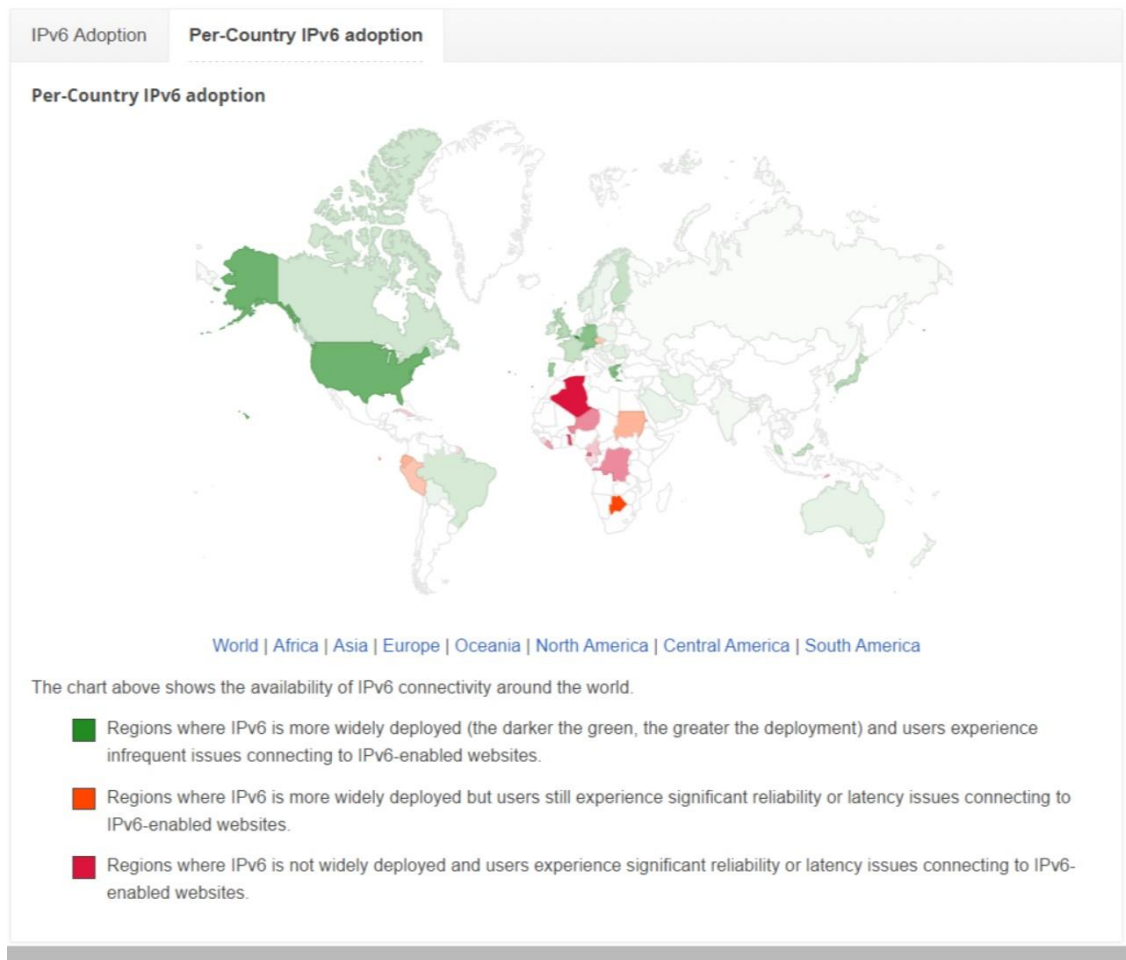 IPv6 Adoption
Per-Country IPv6 adoption
Per-Country IPv6 adoption
World | Africa | Asia | Europe | Oceania | North America | Central America | South America
The chart above shows the availability of IPv6 connectivity around the world.
Regions where IPv6 is more widely deployed (the darker the green, the greater the deployment) and users experience
infrequent issues connecting to IPv6-enabled websites.
Regions where IPv6 is more widely deployed but users still experience significant reliability or latency issues connecting to
IPv6-enabled websites.
Regions where IPv6 is not widely deployed and users experience significant reliability or latency issues connecting to IPv6-
enabled websites.